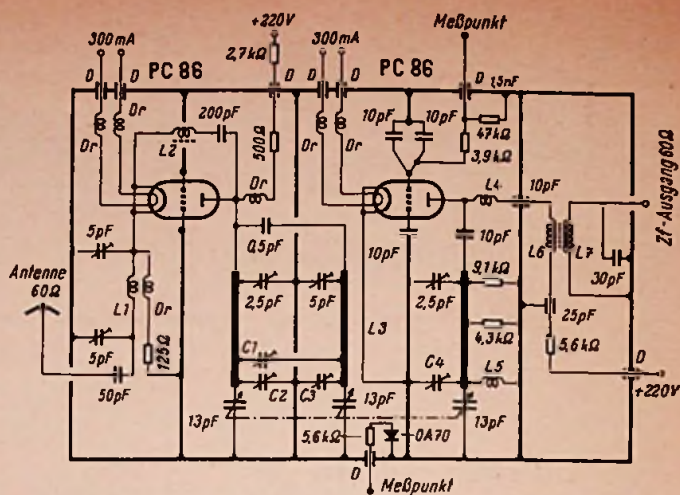 +220V
Meßpunkt
300mA
2,7kΩ
300mA
D
D
PC 86
D
D
D
PC 86
D
1,5nF
200pF
10pF
10pF
47kΩ
Dr
Dr
L2
500Ω
Dr
Dr
3,9kΩ
Dr
L4
10pF
Zf-Ausgang 60Ω
5pF
0,5pF
10pF
10pF
L6
L7
Antenne
60Ω
L1
Dr
2,5pF
5pF
2,5pF
9,1kΩ
30pF
L3
25pF
5pF
125Ω
C1
4,3kΩ
5,6kΩ
50pF
C2
C3
C4
L5
D
+220V
13pF
13pF
13pF
5,6kΩ
OA70
D
Meßpunkt